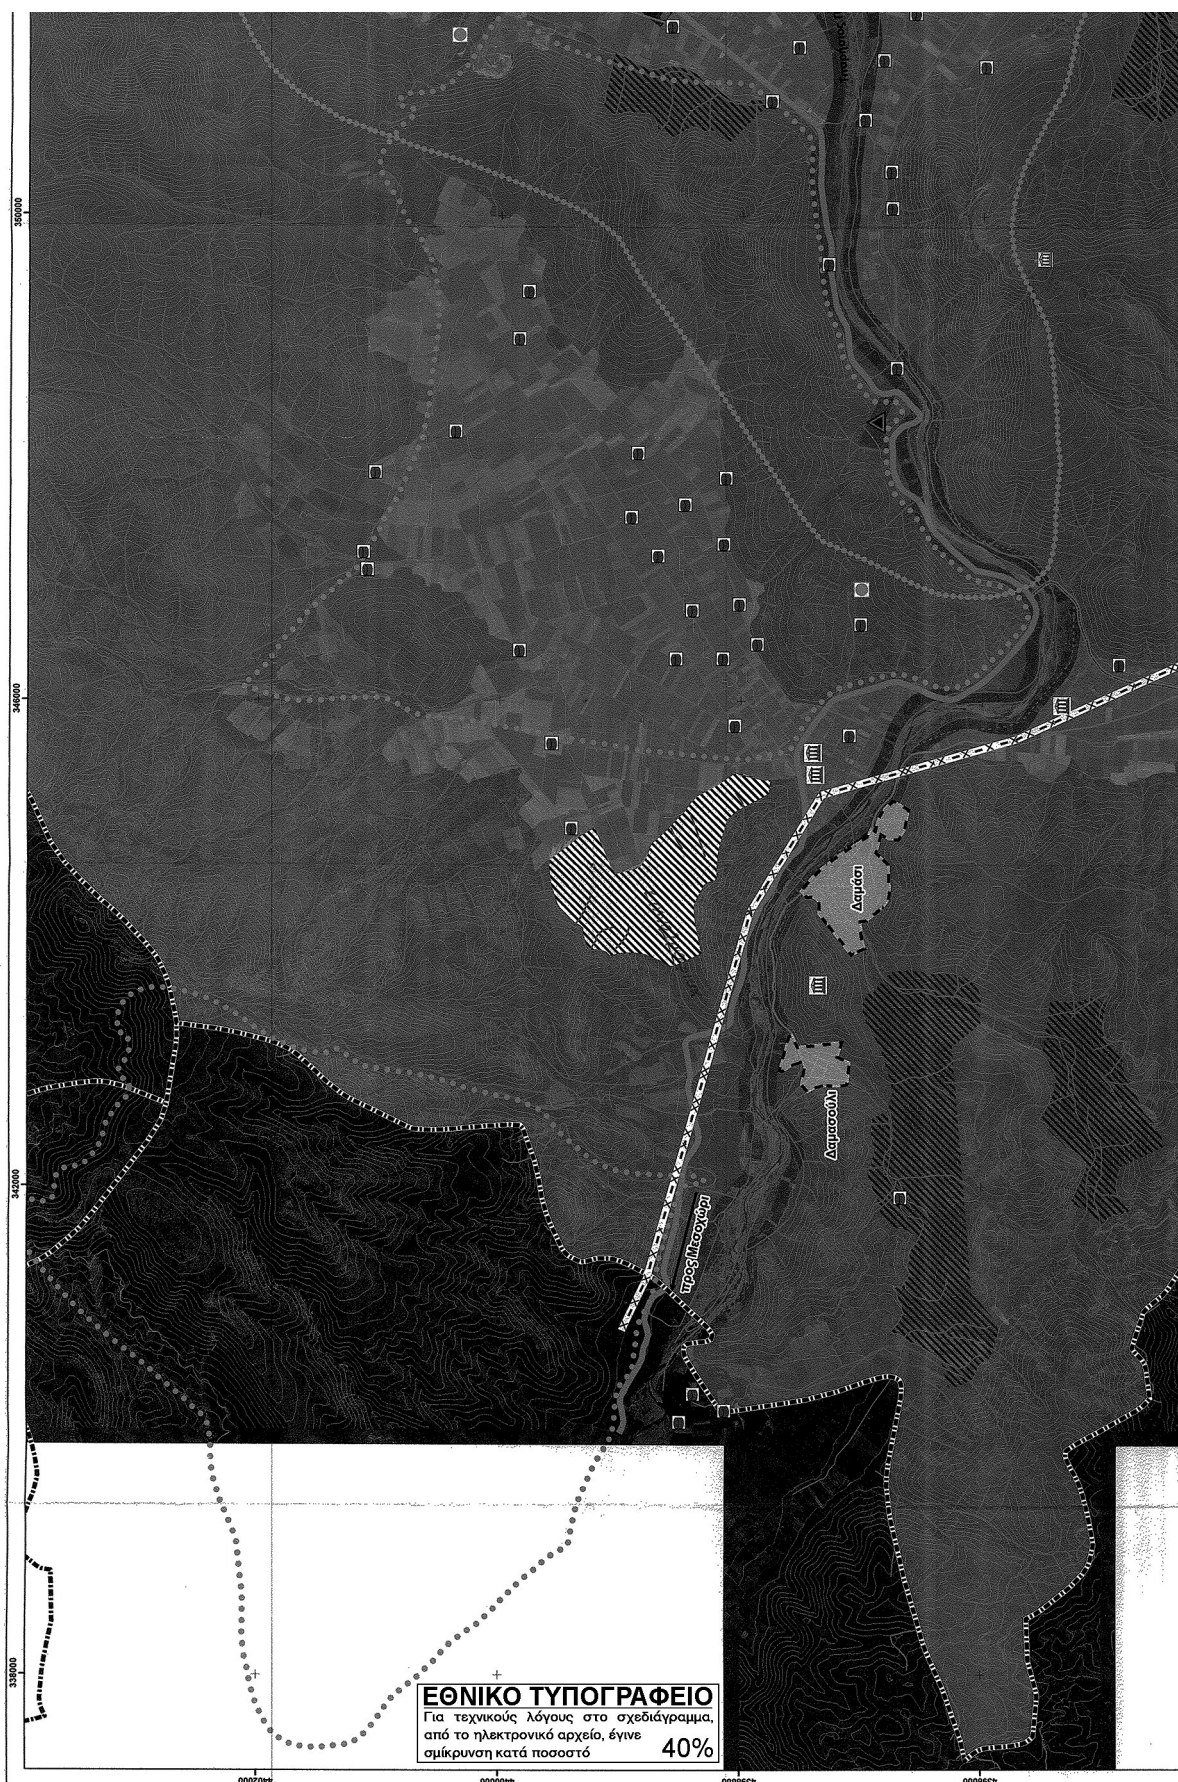 350000
346000
342000
338000
Δαμάσι
Δαμασούλι
προς Μεσοχώρι
ΕΘΝΙΚΟ ΤΥΠΟΓΡΑΦΕΙΟ
Για τεχνικούς λόγους στο σχεδιάγραμμα,
από το ηλεκτρονικό αρχείο, έγινε
σμίκρυνση κατά ποσοστό 40%